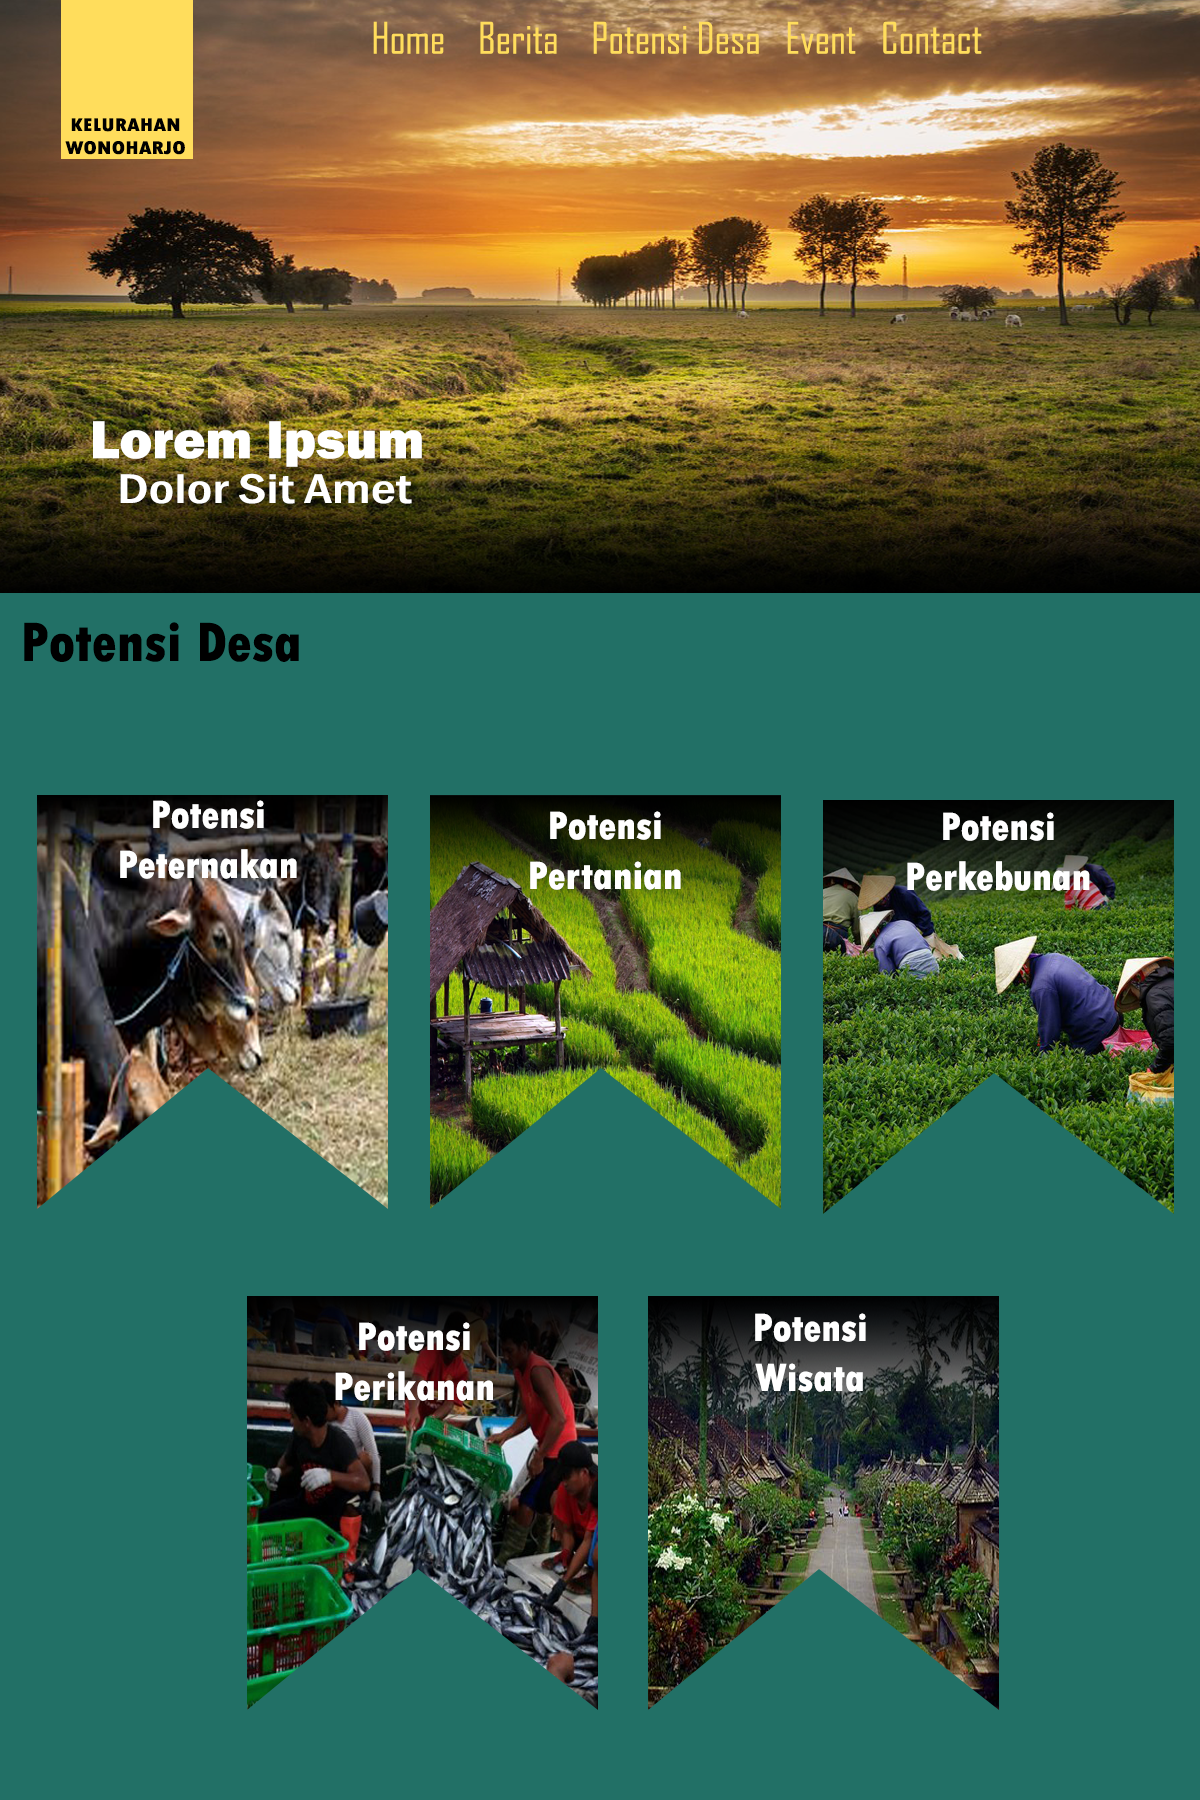 Home Berita Potensi Desa Event Contact
KELURAHAN
WONOHARJO
Lorem Ipsum
Dolor Sit Amet
Potensi Desa
Potensi
Peternakan
Potensi
Pertanian
Potensi
Perkebunan
Potensi
Perikanan
Potensi
Wisata